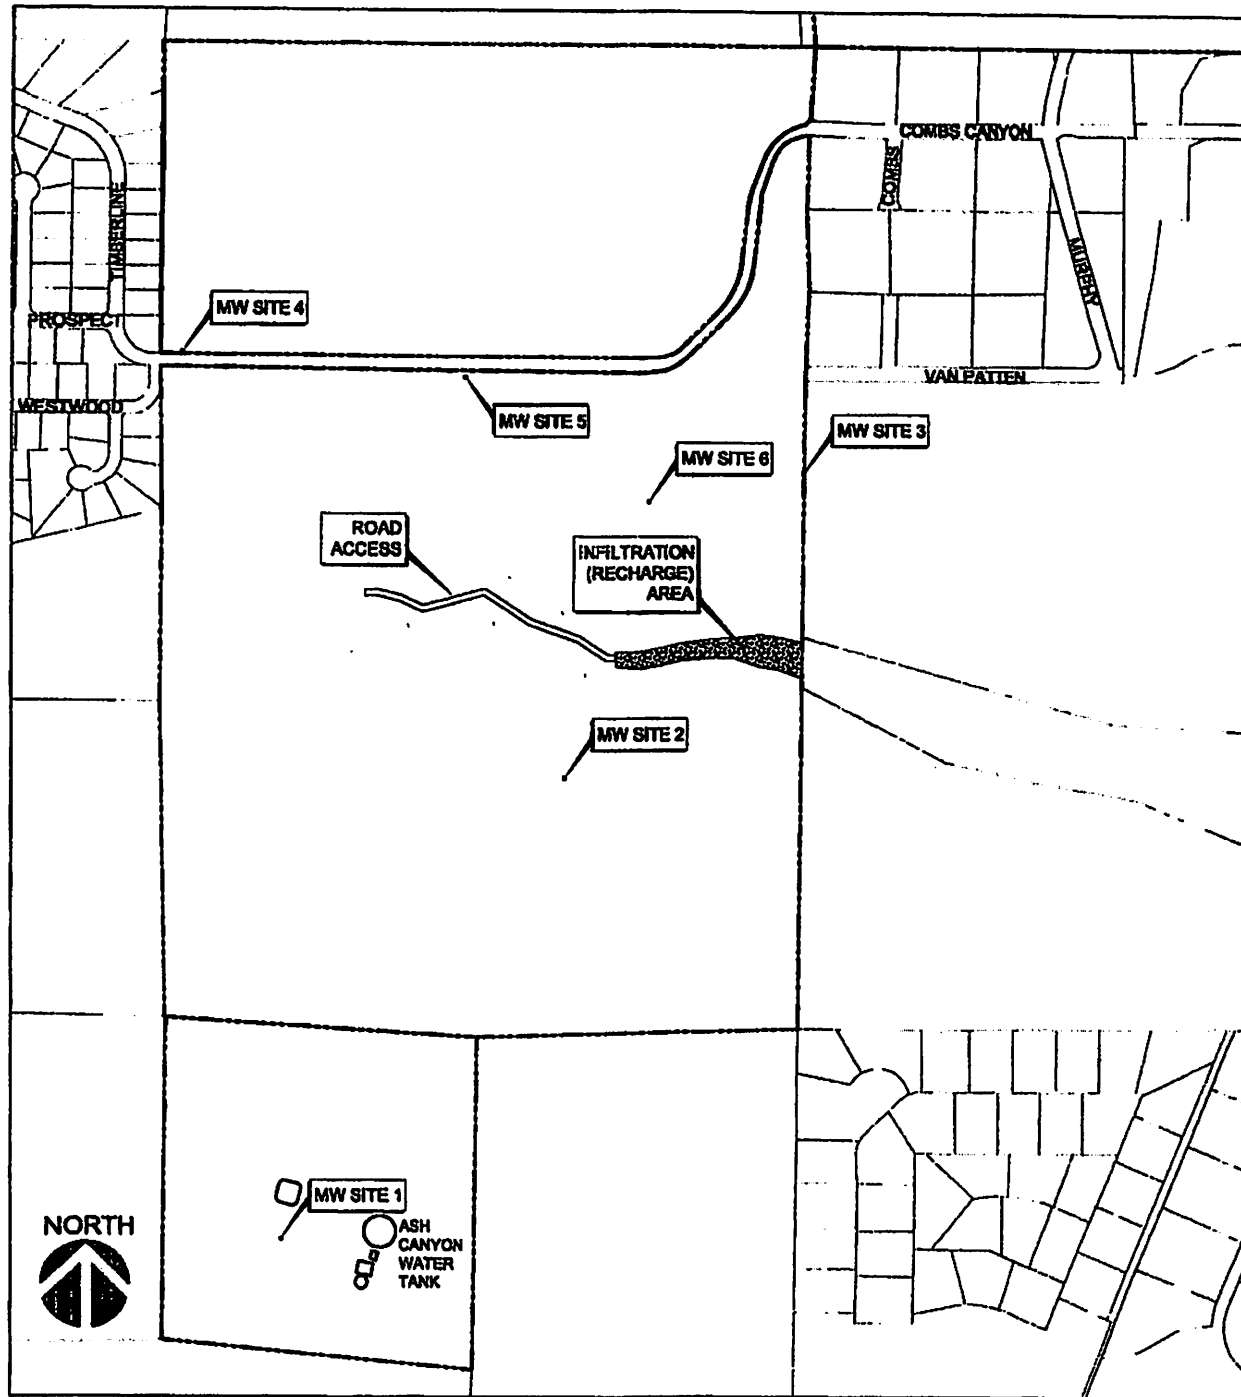 COMBS CANYON
COMBS
TIMBERLINE
MURPHY
MW SITE 4
PROSPECT
VAN PATTEN
WESTWOOD
MW SITE 5
MW SITE 3
MW SITE 6
ROAD
ACCESS
INFILTRATION
(RECHARGE)
AREA
MW SITE 2
MW SITE 1
NORTH
ASH
CANYON
WATER
TANK